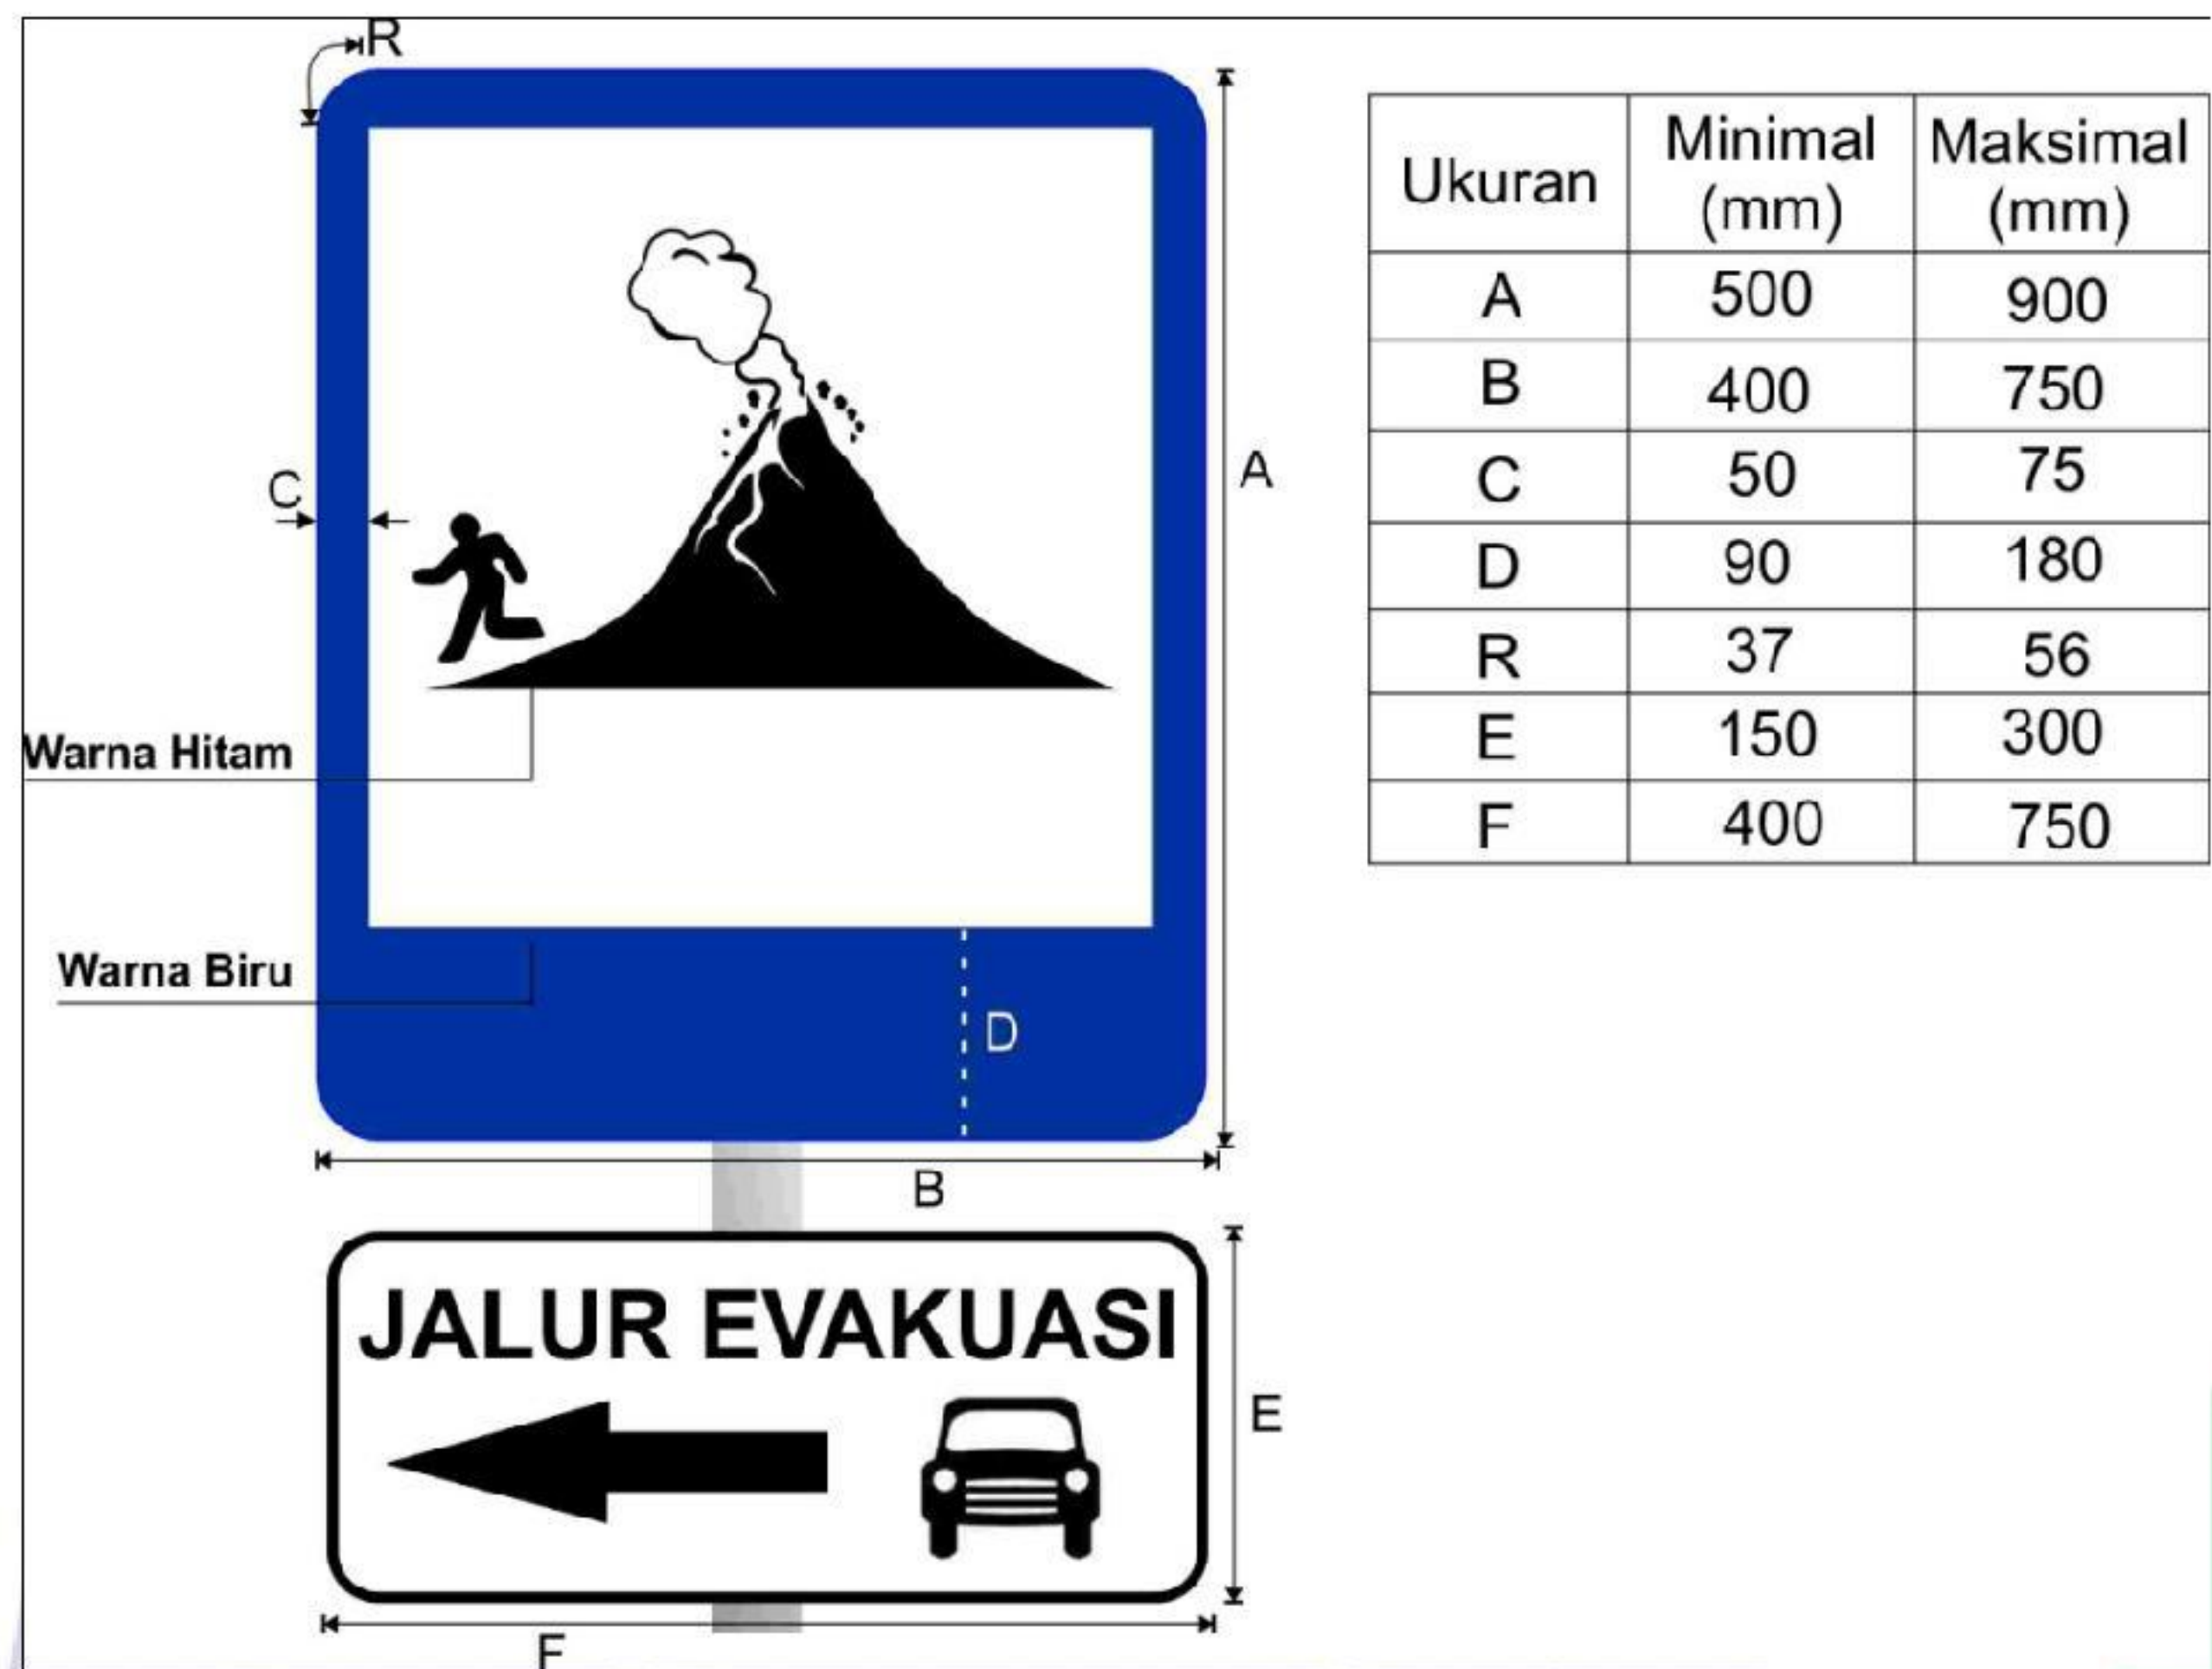 R
C
A
Warna Hitam
Warna Biru
D
B
JALUR EVAKUASI
E
F
Ukuran Minimal (mm) Maksimal (mm)
A 500 900
B 400 750
C 50 75
D 90 180
R 37 56
E 150 300
F 400 750